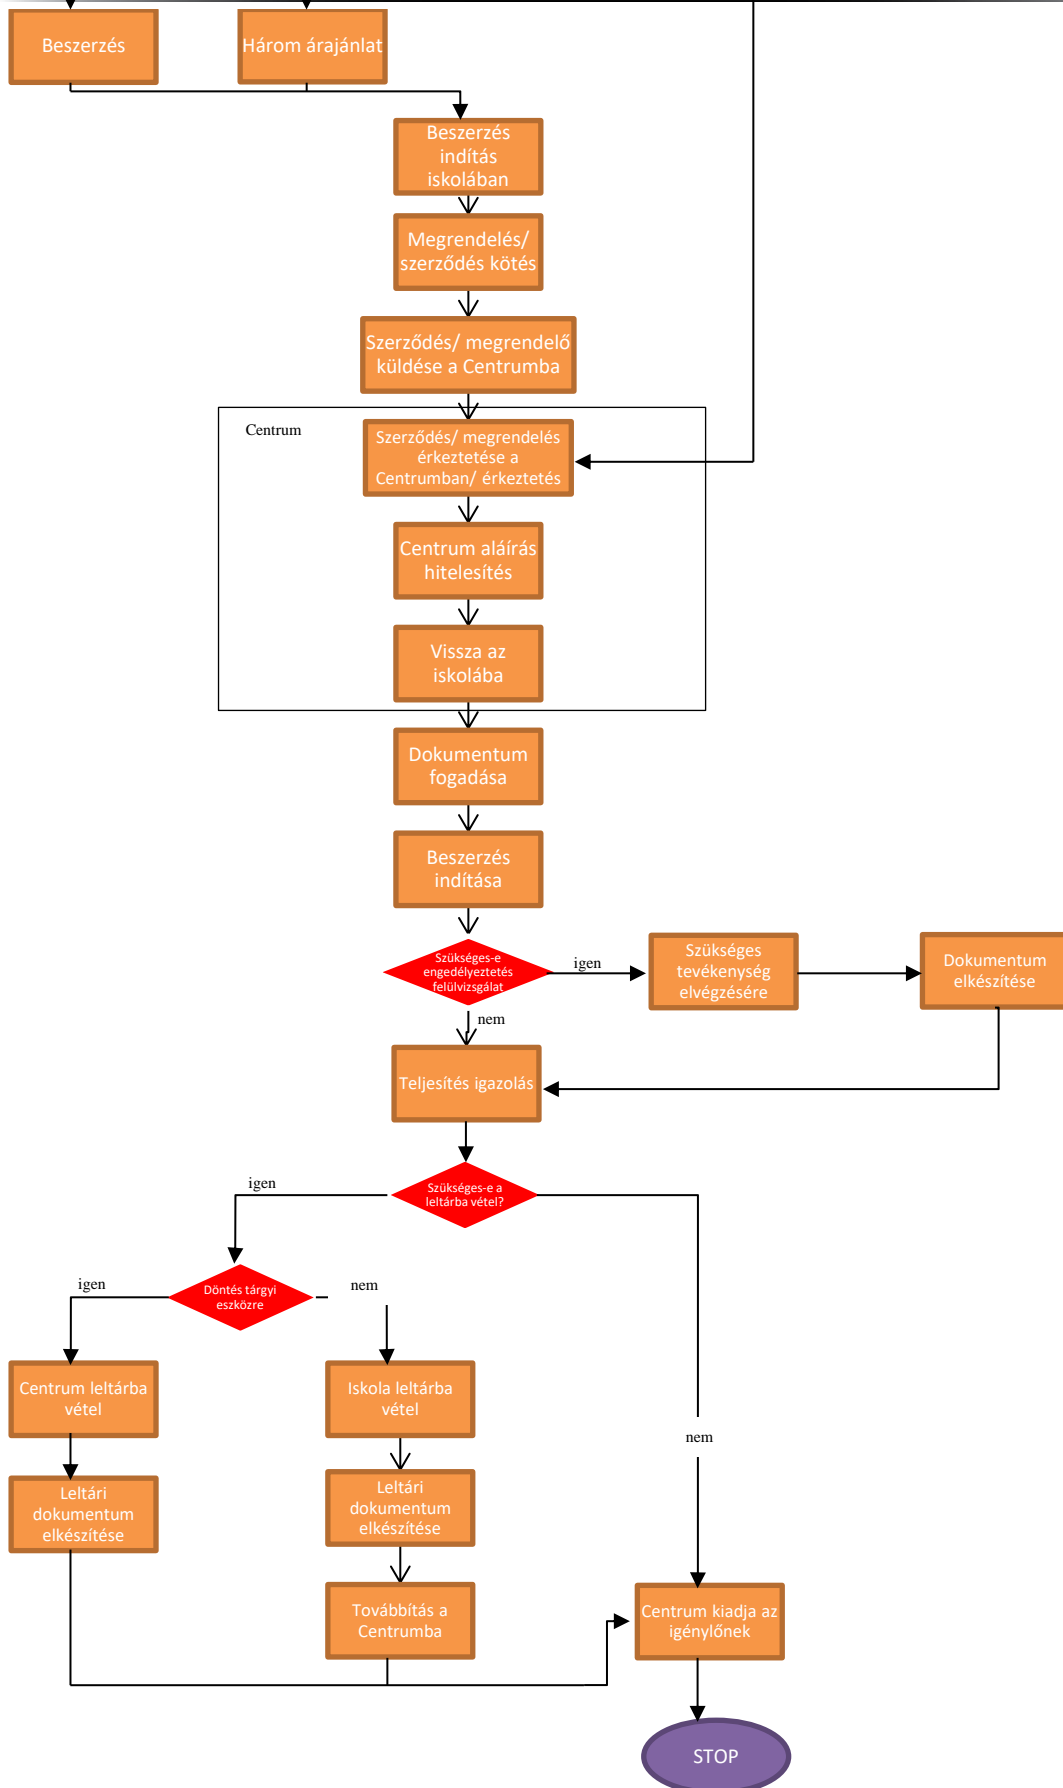 Beszerzés
Három árajánlat
Beszerzés
indítás
iskolában
Megrendelés/
szerződés kötés
Szerződés/ megrendelő
küldése a Centrumba
Centrum
Szerződés/ megrendelés
érkeztetése a
Centrumban/ érkeztetés
Centrum aláírás
hitelesítés
Vissza az
iskolába
Dokumentum
fogadása
Beszerzés
indítása
Szükséges-e
engedélyeztetés
felülvizsgálat
igen
Szükséges
tevékenység
elvégzésére
Dokumentum
elkészítése
nem
Teljesítés igazolás
igen
Szükséges-e a
leltárba vétel?
igen
Döntés tárgyi
eszközre
nem
Centrum leltárba
vétel
Iskola leltárba
vétel
nem
Leltári
dokumentum
elkészítése
Leltári
dokumentum
elkészítése
Továbbítás a
Centrumba
Centrum kiadja az
igénylőnek
STOP